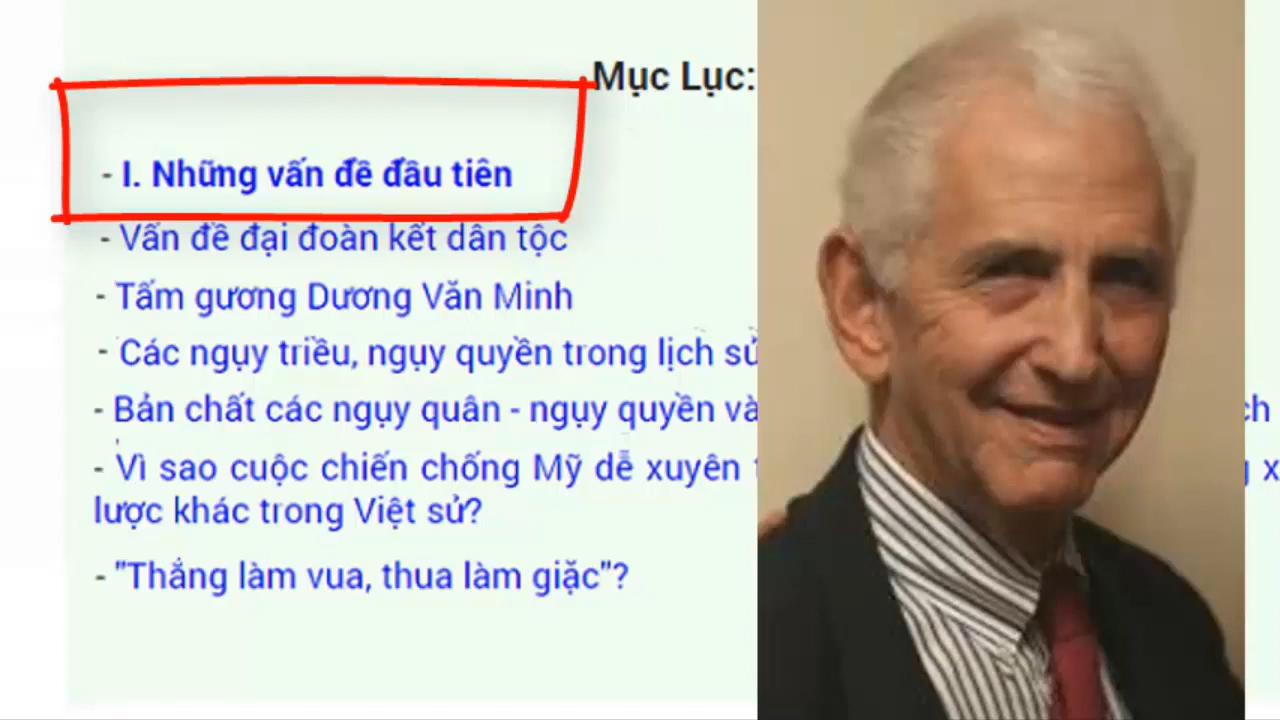 Mục Lục:
- I. Những vấn đề đầu tiên
- Vấn đề đại đoàn kết dân tộc
- Tấm gương Dương Văn Minh
- Các ngụy triều, ngụy quyền trong lịch sử
- Bản chất các ngụy quân - ngụy quyền và
- Vì sao cuộc chiến chống Mỹ dễ xuyên
lược khác trong Việt sử?
- "Thắng làm vua, thua làm giặc"?